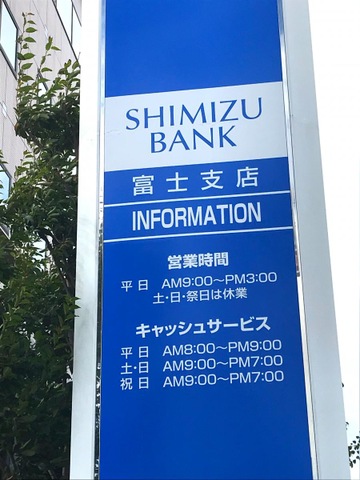 SHIMIZU
BANK
富士支店
INFORMATION
営業時間
平 日 AM9:00～PM3:00
土・日・祭日は休業
キャッシュサービス
平 日 AM8:00～PM9:00
土・日 AM9:00～PM7:00
祝 日 AM9:00～PM7:00